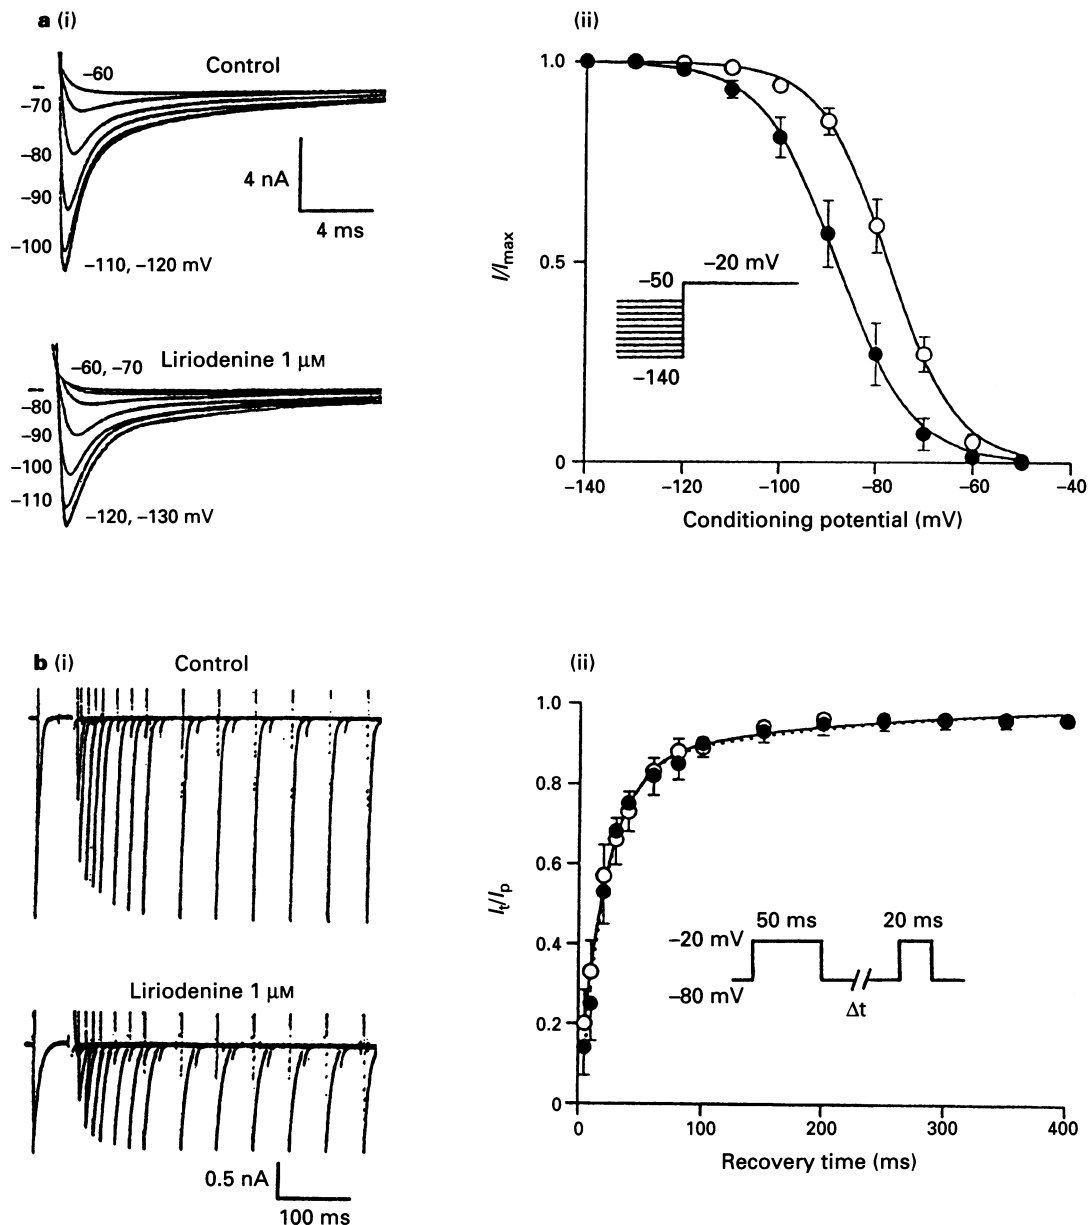 a (i)
Control
−60
−70
−80
−90
−100
−110, −120 mV
4 nA
4 ms
Liriodenine 1 μM
−60, −70
−80
−90
−100
−110
−120, −130 mV
(ii)
1.0
0.5
0
I/Imax
−50
−20 mV
−140
−140 −120 −100 −80 −60 −40
Conditioning potential (mV)
b (i)
Control
Liriodenine 1 μM
0.5 nA
100 ms
(ii)
1.0
0.8
0.6
0.4
0.2
0
It/Ip
50 ms
20 ms
−20 mV
−80 mV
Δt
0 100 200 300 400
Recovery time (ms)